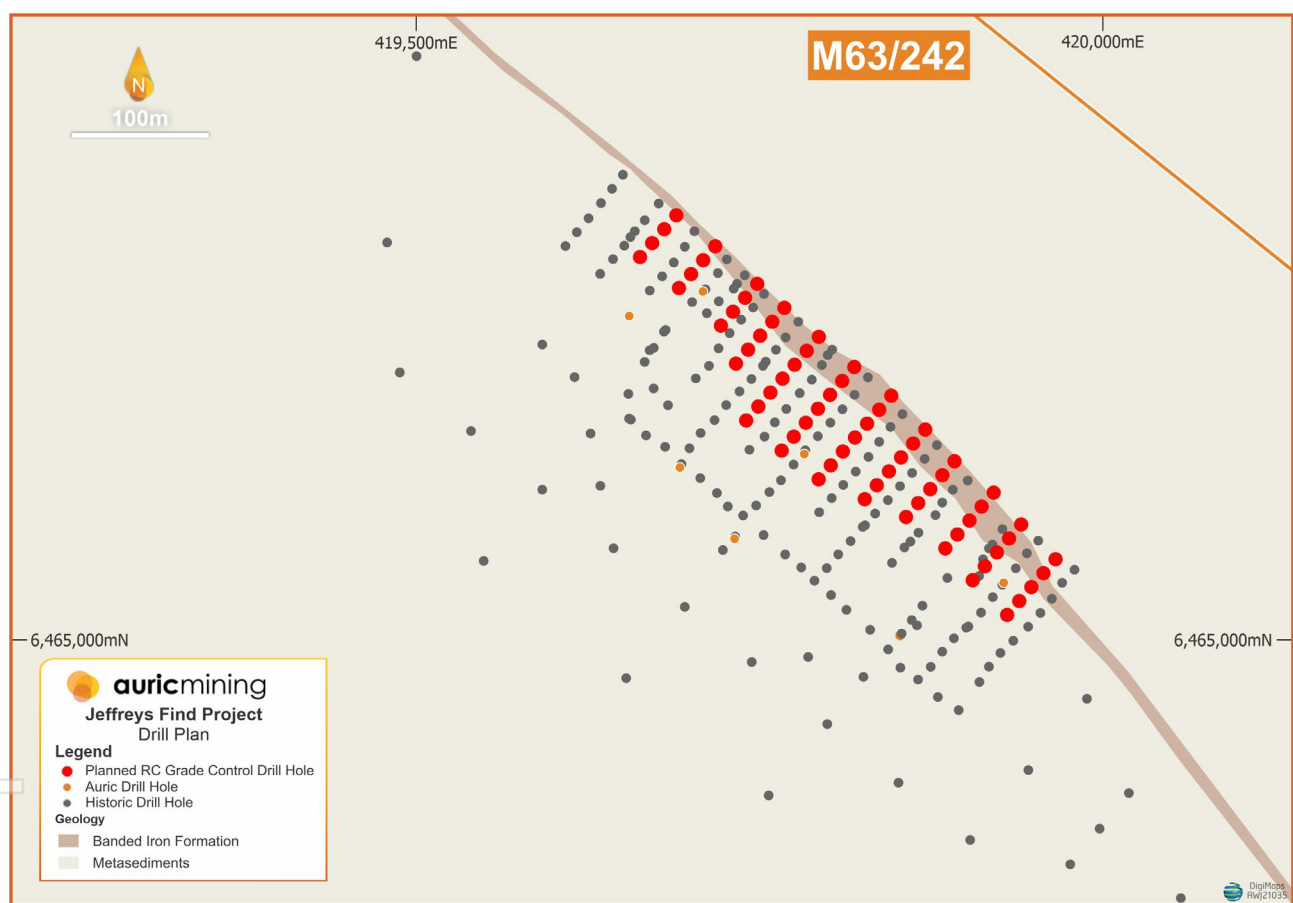 419,500mE
M63/242
420,000mE
N
100m
6,465,000mN
6,465,000mN
auricmining
Jeffreys Find Project
Drill Plan
Legend
Planned RC Grade Control Drill Hole
Auric Drill Hole
Historic Drill Hole
Geology
Banded Iron Formation
Metasediments
DigiMaps
AWJ21035